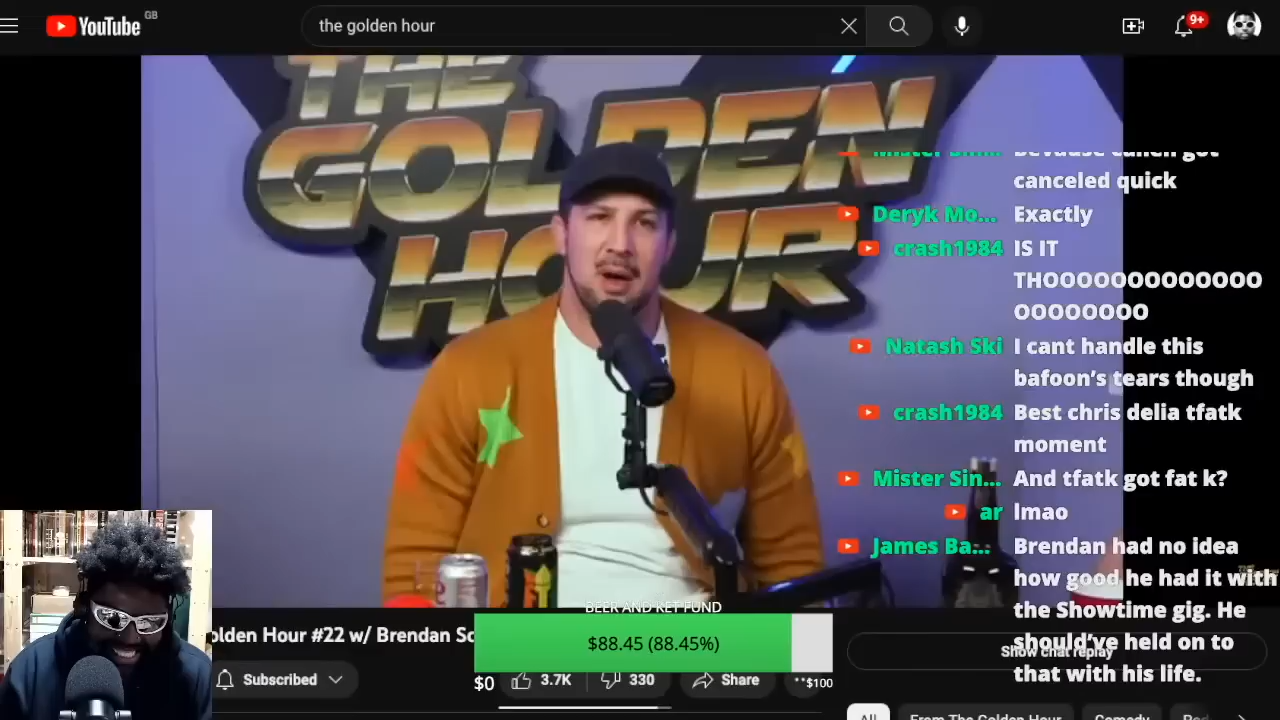 YouTube GB
the golden hour
9+
THE
GOLDEN
HOUR
canceled quick
Deryk Mo... Exactly
crash1984 IS IT
THOOOOOOOOOOOOO
OOOOOOOO
Natash Ski I cant handle this
bafoon's tears though
crash1984 Best chris delia tfatk
moment
Mister Sin... And tfatk got fat k?
ar lmao
James Ba... Brendan had no idea
how good he had it with
the Showtime gig. He
should've held on to
that with his life.
BEER AND KET FUND
$88.45 (88.45%)
$0
$100
olden Hour #22 w/ Brendan Sc
Show chat replay
Subscribed
3.7K
330
Share
All
From The Golden Hour
Comedy